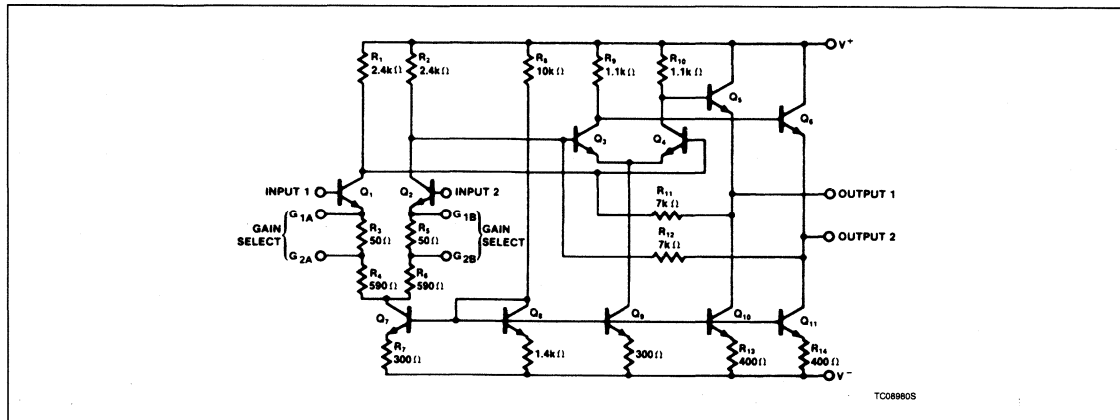 V+
R1
2.4kΩ
R2
2.4kΩ
R8
10kΩ
R9
1.1kΩ
R10
1.1kΩ
Q5
Q6
Q3
Q4
INPUT 1
Q1
Q2
INPUT 2
R11
7kΩ
OUTPUT 1
G1A
G1B
GAIN
SELECT
R3
50Ω
R5
50Ω
GAIN
SELECT
R12
7kΩ
OUTPUT 2
G2A
G2B
R4
590Ω
R6
590Ω
Q7
Q8
Q9
Q10
Q11
R7
300Ω
1.4kΩ
300Ω
R13
400Ω
R14
400Ω
V−
TC08980S